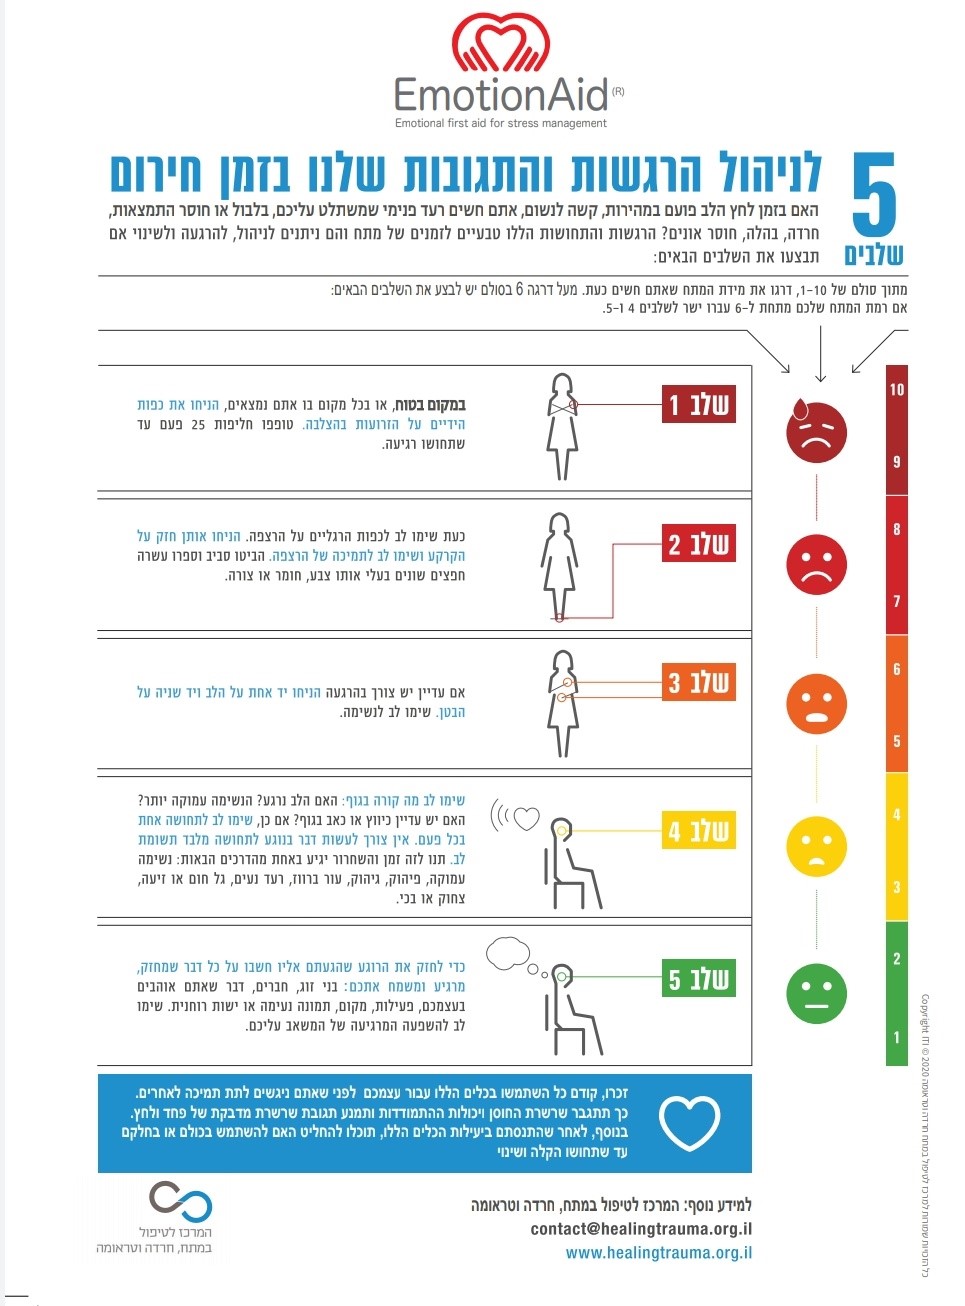 EmotionAid(R)
Emotional first aid for stress management
5
שלבים
לניהול הרגשות והתגובות שלנו בזמן חירום
האם בזמן לחץ הלב פועם במהירות, קשה לנשום, אתם חשים רעד פנימי שמשתלט עליכם, בלבול או חוסר התמצאות,
חרדה, בהלה, חוסר אונים? הרגשות והתחושות הללו טבעיים לזמנים של מתח והם ניתנים לניהול, להרגעה ולשינוי אם
תבצעו את השלבים הבאים:
מתוך סולם של 1-10, דרגו את מידת המתח שאתם חשים כעת. מעל דרגה 6 בסולם יש לבצע את השלבים הבאים:
אם רמת המתח שלכם מתחת ל-6 עברו ישר לשלבים 4 ו-5.
10
9
8
7
6
5
4
3
2
1
שלב 1
במקום בטוח, או בכל מקום בו אתם נמצאים, הניחו את כפות
הידיים על הזרועות בהצלבה. טופפו חליפות 25 פעם עד
שתחושו רגיעה.
שלב 2
כעת שימו לב לכפות הרגליים על הרצפה. הניחו אותן חזק על
הקרקע ושימו לב לתמיכה של הרצפה. הביטו סביב וספרו עשרה
חפצים שונים בעלי אותו צבע, חומר או צורה.
שלב 3
אם עדיין יש צורך בהרגעה הניחו יד אחת על הלב ויד שניה על
הבטן. שימו לב לנשימה.
שלב 4
שימו לב מה קורה בגוף: האם הלב נרגע? הנשימה עמוקה יותר?
האם יש עדיין כיווץ או כאב בגוף? אם כן, שימו לב לתחושה אחת
בכל פעם. אין צורך לעשות דבר בנוגע לתחושה מלבד תשומת
לב. תנו לזה זמן והשחרור יגיע באחת מהדרכים הבאות: נשימה
עמוקה, פיהוק, גיהוק, עור ברווז, רעד נעים, גל חום או זיעה,
צחוק או בכי.
שלב 5
כדי לחזק את הרוגע שהגעתם אליו חשבו על כל דבר שמחזק,
מרגיע ומשמח אתכם: בני זוג, חברים, דבר שאתם אוהבים
בעצמכם, פעילות, מקום, תמונה נעימה או ישות רוחנית. שימו
לב להשפעה המרגיעה של המשאב עליכם.
זכרו, קודם כל השתמשו בכלים הללו עבור עצמכם לפני שאתם ניגשים לתת תמיכה לאחרים.
כך תתגבר שרשרת החוסן ויכולות ההתמודדות ותמנע תגובת שרשרת מדבקת של פחד ולחץ.
בנוסף, לאחר שהתנסתם ביעילות הכלים הללו, תוכלו להחליט האם להשתמש בכולם או בחלקם
עד שתחושו הקלה ושינוי
למידע נוסף: המרכז לטיפול במתח, חרדה וטראומה
contact@healingtrauma.org.il
www.healingtrauma.org.il
המרכז לטיפול
במתח, חרדה וטראומה
כל הזכויות שמורות למרכז לטיפול במתח חרדה וטראומה Copyright ITI © 2020